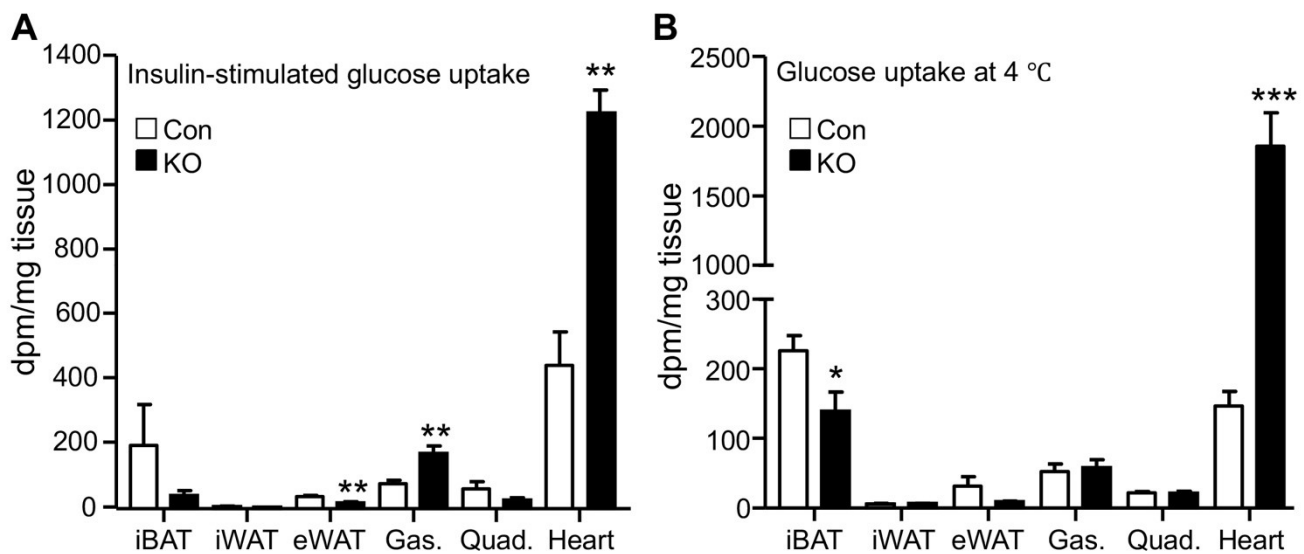 A
Insulin-stimulated glucose uptake
Con
KO
dpm/mg tissue
1400
1200
1000
800
600
400
200
0
**
**
**
iBAT iWAT eWAT Gas. Quad. Heart
B
Glucose uptake at 4 ℃
Con
KO
dpm/mg tissue
2500
2000
1500
1000
300
200
100
0
*
***
iBAT iWAT eWAT Gas. Quad. Heart